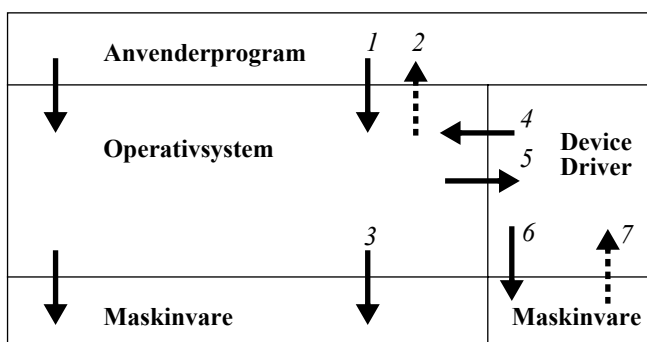 Anvenderprogram
1
2
4
Operativsystem
Device
Driver
5
3
6
7
Maskinvare
Maskinvare